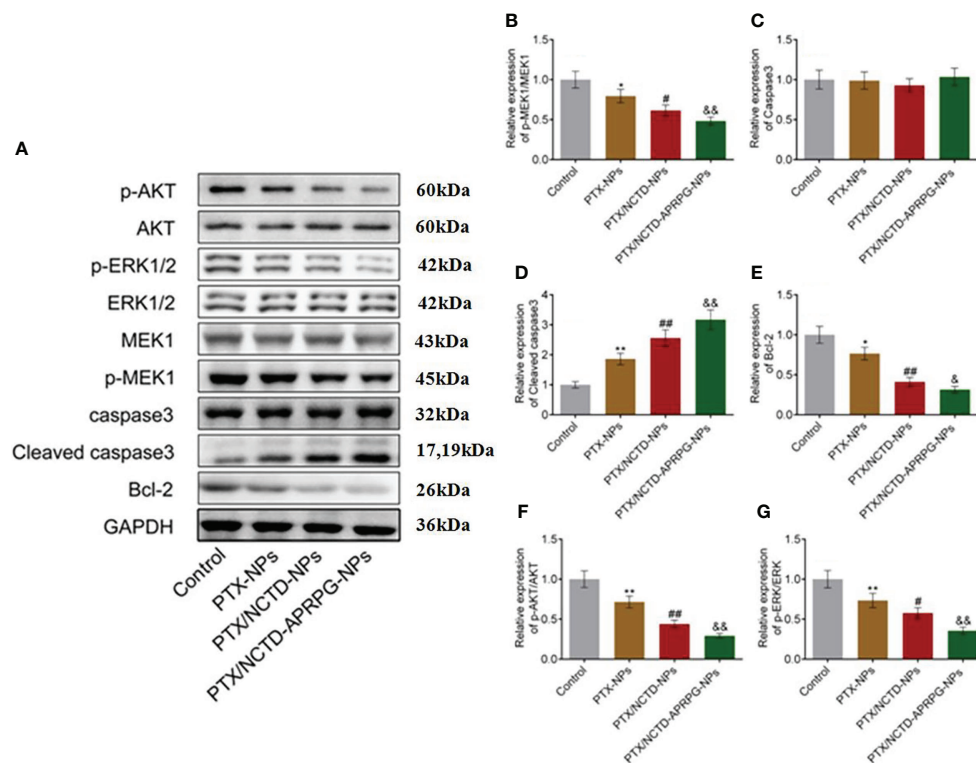 A
p-AKT 60kDa
AKT 60kDa
p-ERK1/2 42kDa
ERK1/2 42kDa
MEK1 43kDa
p-MEK1 45kDa
caspase3 32kDa
Cleaved caspase3 17,19kDa
Bcl-2 26kDa
GAPDH 36kDa
Control
PTX-NPs
PTX/NCTD-NPs
PTX/NCTD-APRPG-NPs
B
Relative expression
of p-MEK1/MEK1
1.5
1.0
0.5
0.0
*
#
&&
Control
PTX-NPs
PTX/NCTD-NPs
PTX/NCTD-APRPG-NPs
C
Relative expression
of Caspase3
1.5
1.0
0.5
0.0
Control
PTX-NPs
PTX/NCTD-NPs
PTX/NCTD-APRPG-NPs
D
Relative expression
of Cleaved caspase3
4
3
2
1
0
**
##
&&
Control
PTX-NPs
PTX/NCTD-NPs
PTX/NCTD-APRPG-NPs
E
Relative expression
of Bcl-2
1.5
1.0
0.5
0.0
*
##
&
Control
PTX-NPs
PTX/NCTD-NPs
PTX/NCTD-APRPG-NPs
F
Relative expression
of p-AKT/AKT
1.5
1.0
0.5
0.0
**
##
&&
Control
PTX-NPs
PTX/NCTD-NPs
PTX/NCTD-APRPG-NPs
G
Relative expression
of p-ERK/ERK
1.5
1.0
0.5
0.0
**
#
&&
Control
PTX-NPs
PTX/NCTD-NPs
PTX/NCTD-APRPG-NPs